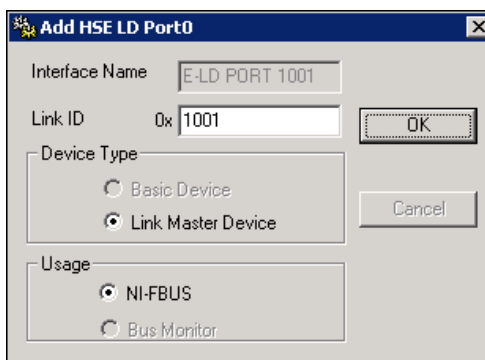 Add HSE LD Port0
Interface Name E-LD PORT 1001
Link ID 0x 1001
OK
Device Type
Basic Device
Link Master Device
Cancel
Usage
NI-FBUS
Bus Monitor